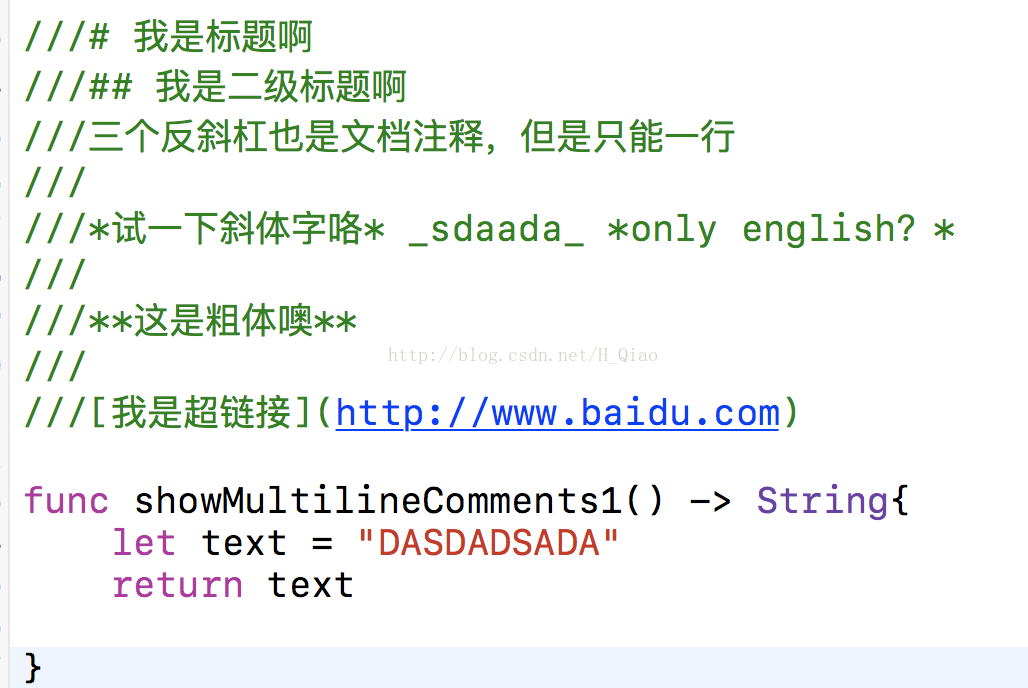 ///# 我是标题啊
///## 我是二级标题啊
///三个反斜杠也是文档注释，但是只能一行
///
///*试一下斜体字咯* _sdaada_ *only english？*
///
///**这是粗体噢**
http://blog.csdn.net/H_Qiao
///
///[我是超链接](http://www.baidu.com)
func showMultilineComments1() -> String{
    let text = "DASDADSADA"
    return text
}